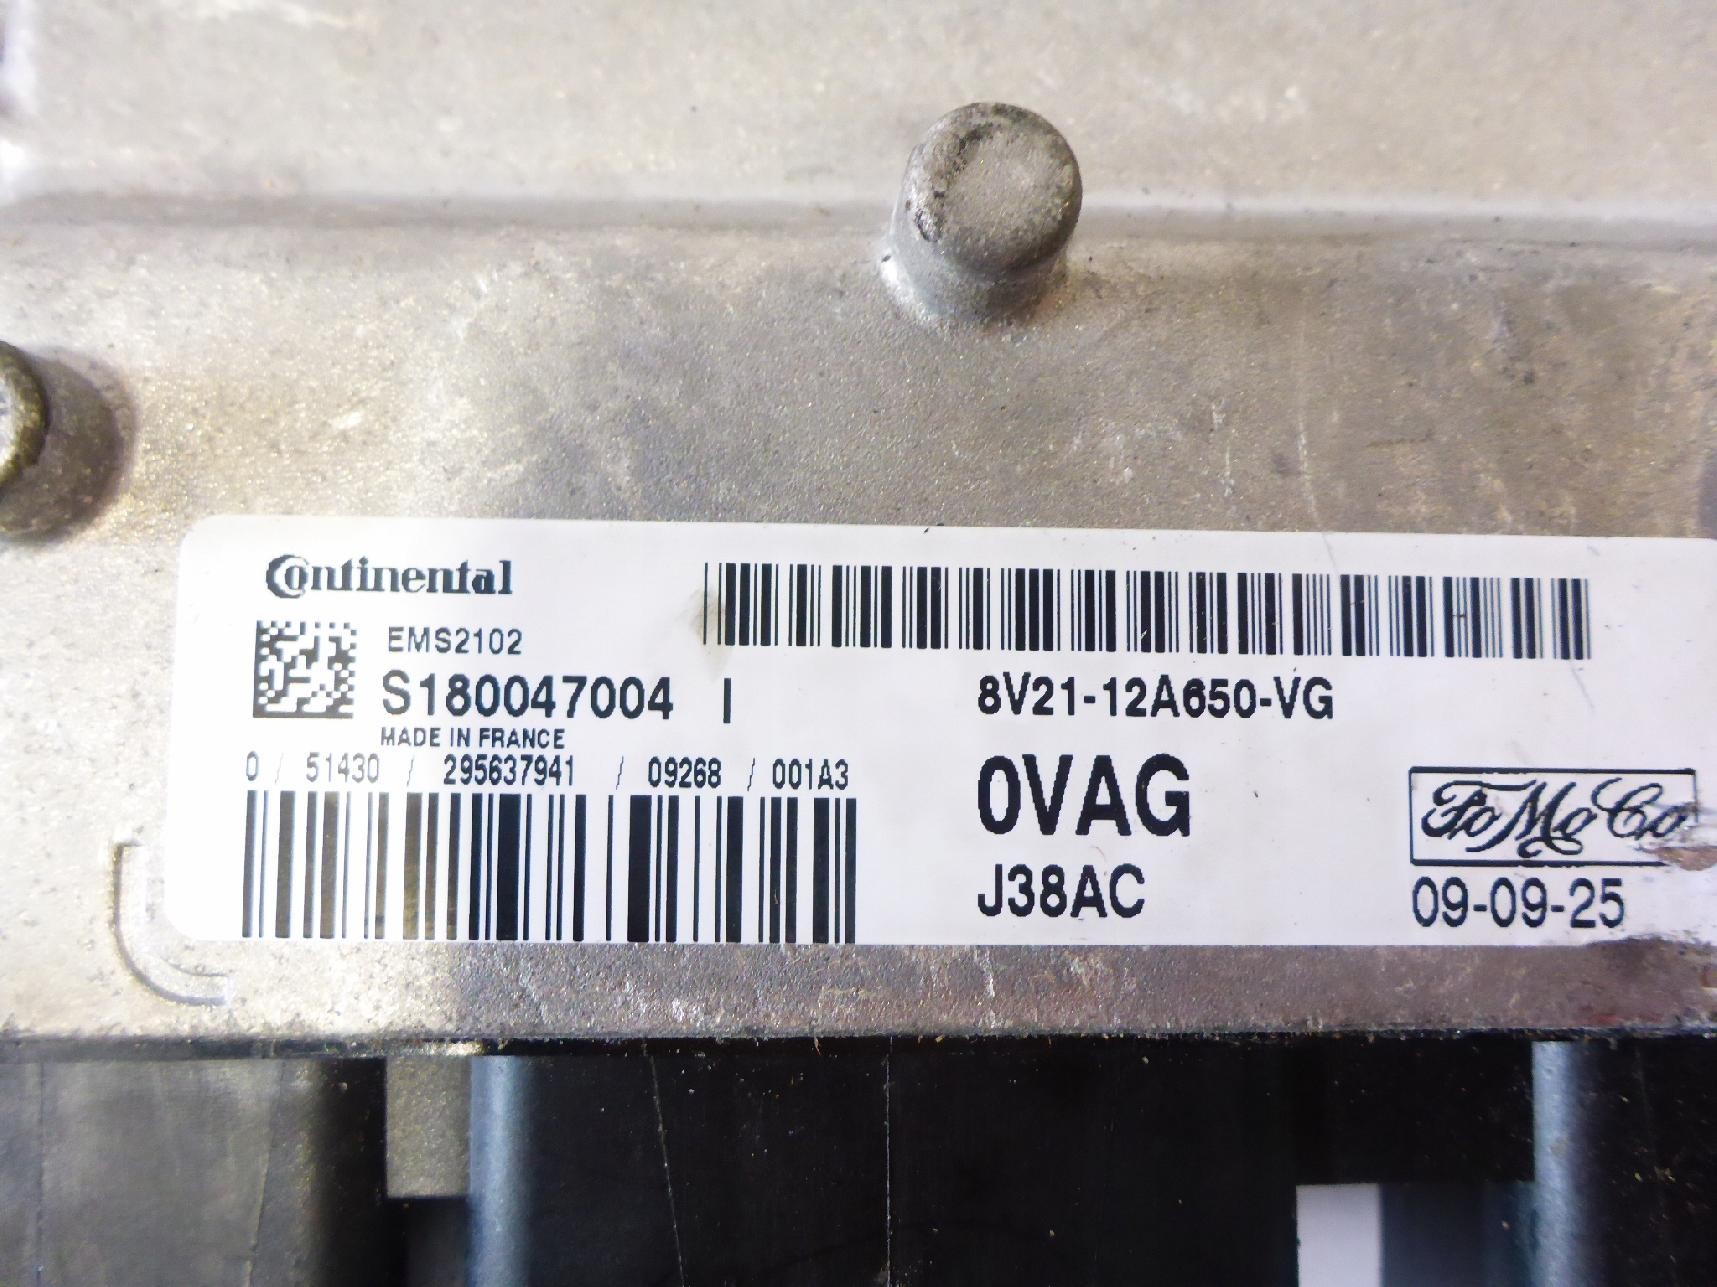 Continental
EMS2102
S180047004 I
MADE IN FRANCE
0 / 51430 / 295637941 / 09268 / 001A3
8V21-12A650-VG
0VAG
J38AC
FoMoCo
09-09-25